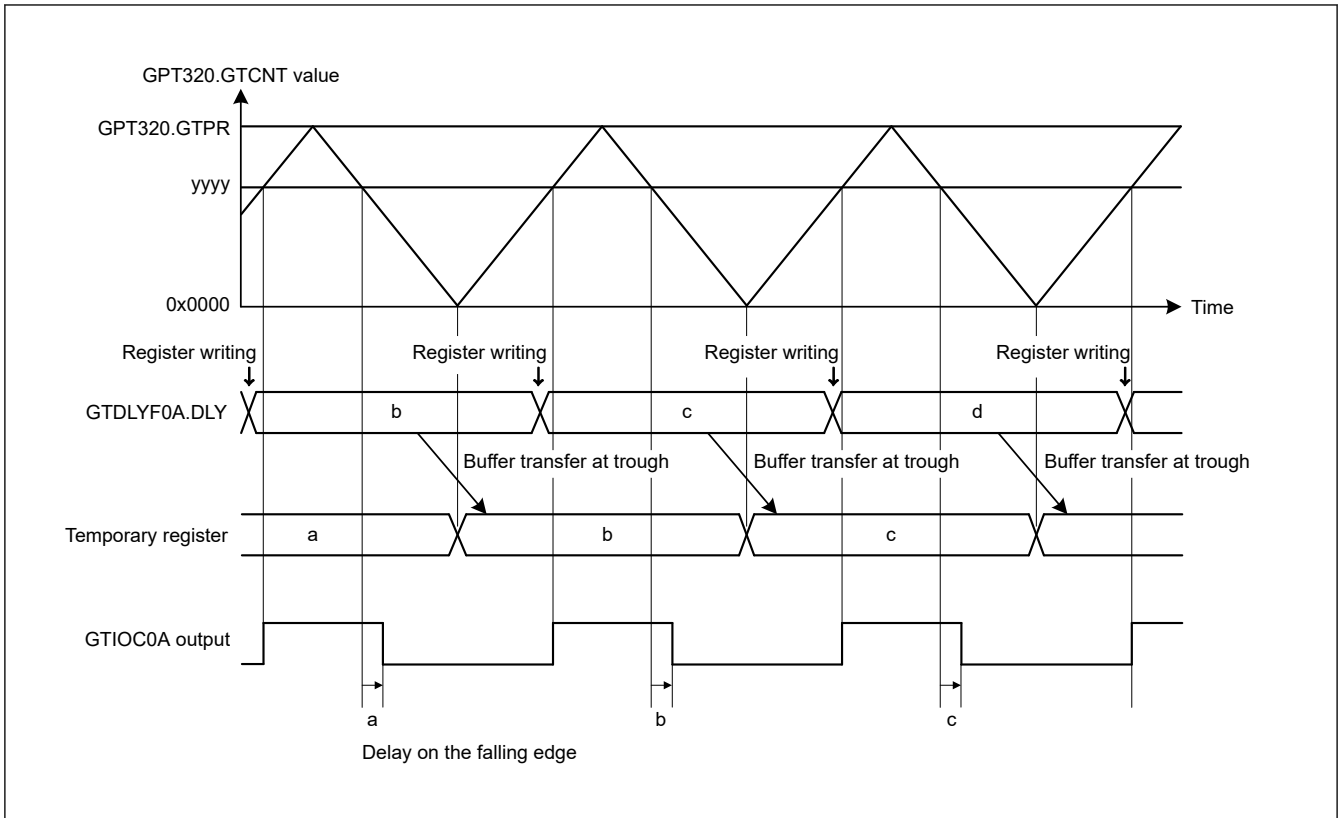 GPT320.GTCNT value
GPT320.GTPR
yyyy
0x0000
Time
Register writing Register writing Register writing Register writing
GTDLYF0A.DLY b c d
Buffer transfer at trough Buffer transfer at trough Buffer transfer at trough
Temporary register a b c
GTIOC0A output
a b c
Delay on the falling edge